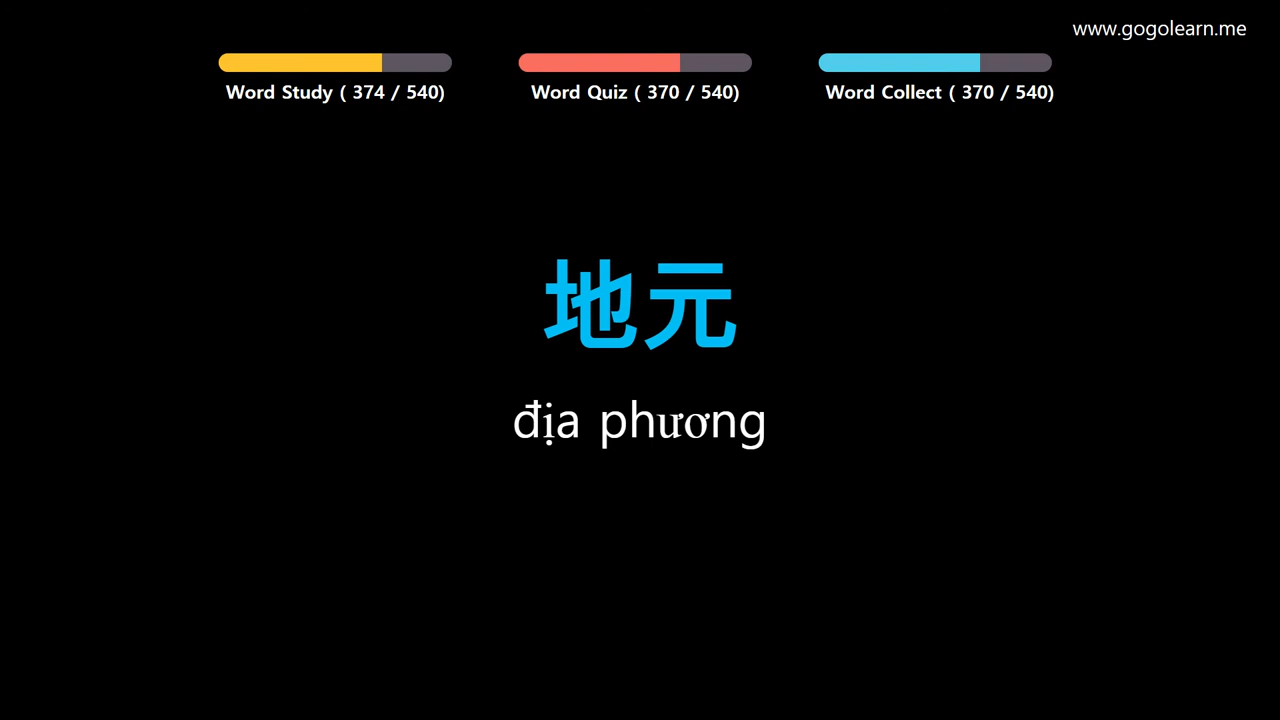 www.gogolearn.me
Word Study ( 374 / 540)
Word Quiz ( 370 / 540)
Word Collect ( 370 / 540)
地元
địa phương